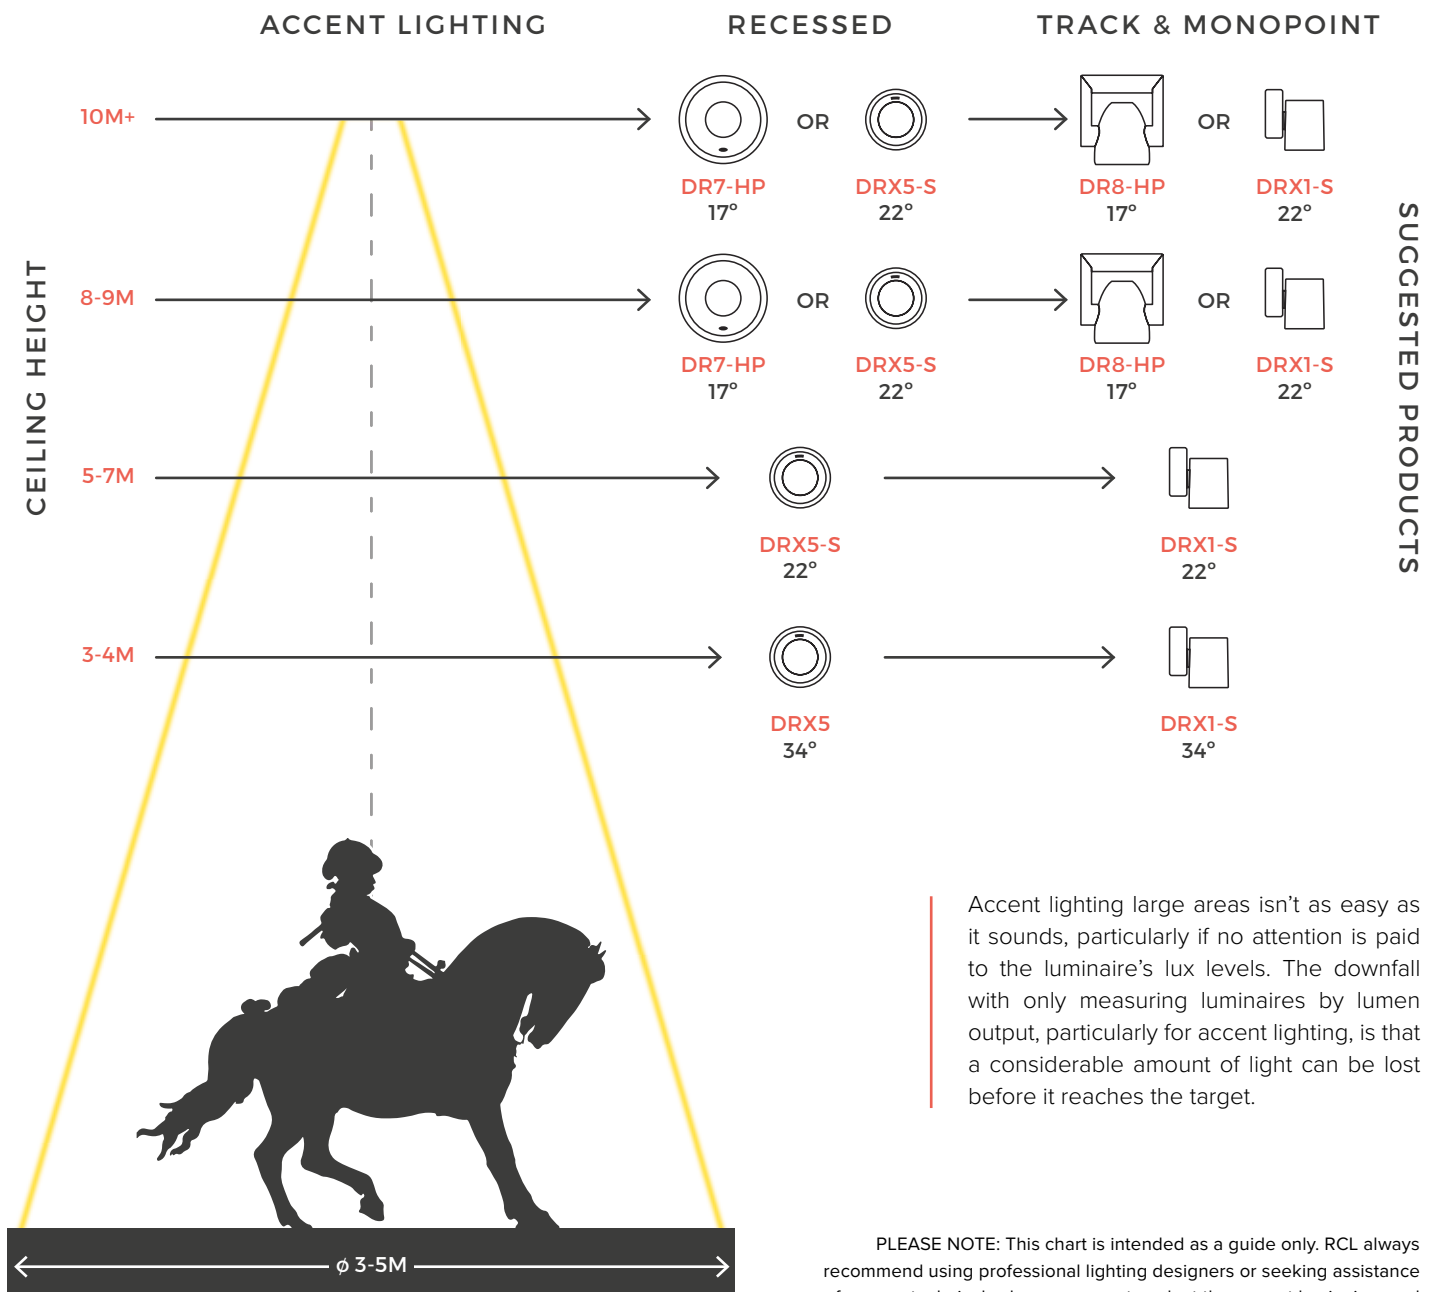 ACCENT LIGHTING
RECESSED
TRACK & MONOPOINT
CEILING HEIGHT
SUGGESTED PRODUCTS
10M+
OR
OR
DR7-HP
17°
DRX5-S
22°
DR8-HP
17°
DRX1-S
22°
8-9M
OR
OR
DR7-HP
17°
DRX5-S
22°
DR8-HP
17°
DRX1-S
22°
5-7M
DRX5-S
22°
DRX1-S
22°
3-4M
DRX5
34°
DRX1-S
34°
Accent lighting large areas isn't as easy as
it sounds, particularly if no attention is paid
to the luminaire's lux levels. The downfall
with only measuring luminaires by lumen
output, particularly for accent lighting, is that
a considerable amount of light can be lost
before it reaches the target.
ø 3-5M
PLEASE NOTE: This chart is intended as a guide only. RCL always
recommend using professional lighting designers or seeking assistance